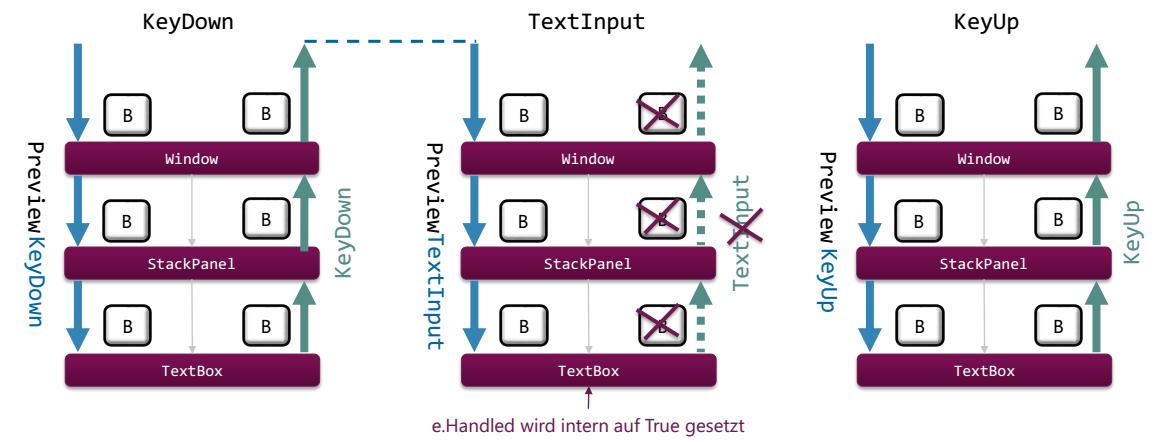 KeyDown
B
B
Window
B
B
StackPanel
B
B
TextBox
PreviewKeyDown
KeyDown
TextInput
B
B
Window
B
B
StackPanel
B
B
TextBox
PreviewTextInput
TextInput
e.Handled wird intern auf True gesetzt
KeyUp
B
B
Window
B
B
StackPanel
B
B
TextBox
PreviewKeyUp
KeyUp